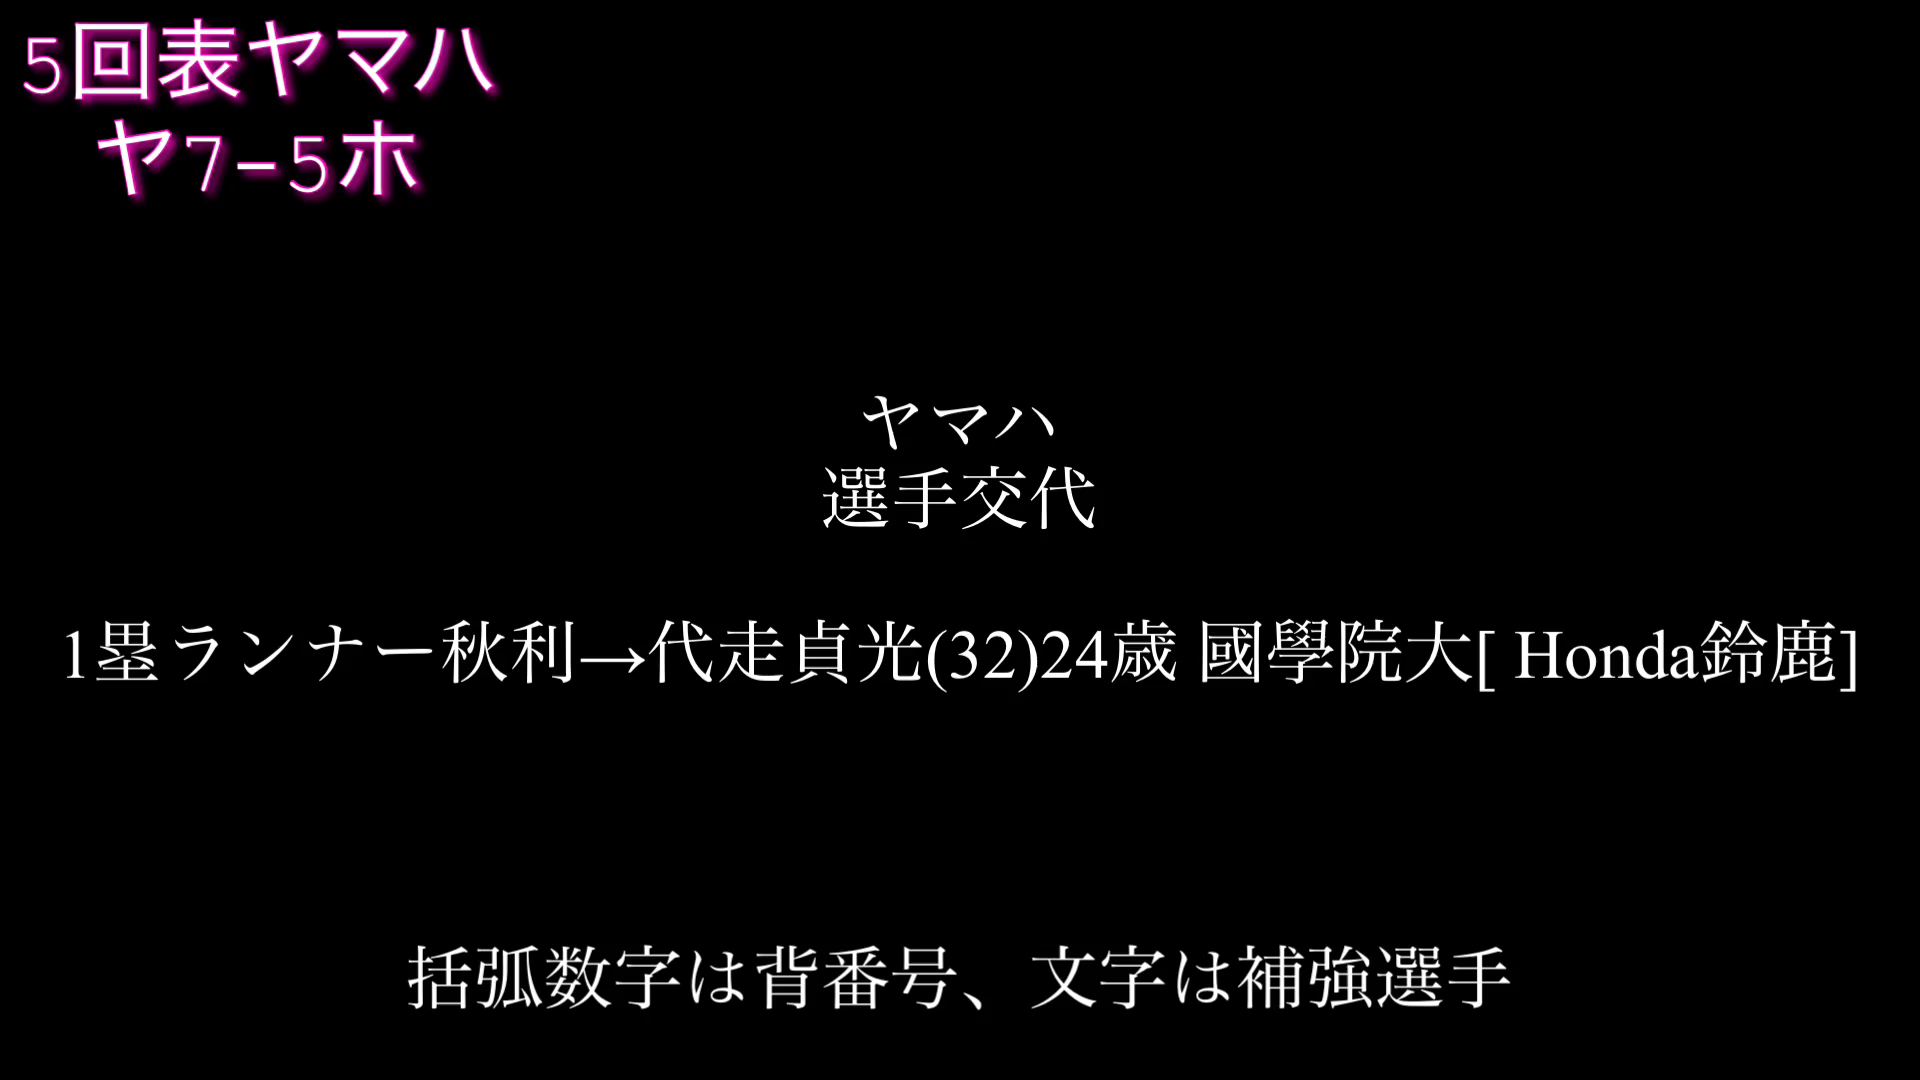 5回表ヤマハ
ヤ7-5ホ
ヤマハ
選手交代
1塁ランナー秋利→代走貞光(32)24歳 國學院大[ Honda鈴鹿]
括弧数字は背番号、文字は補強選手